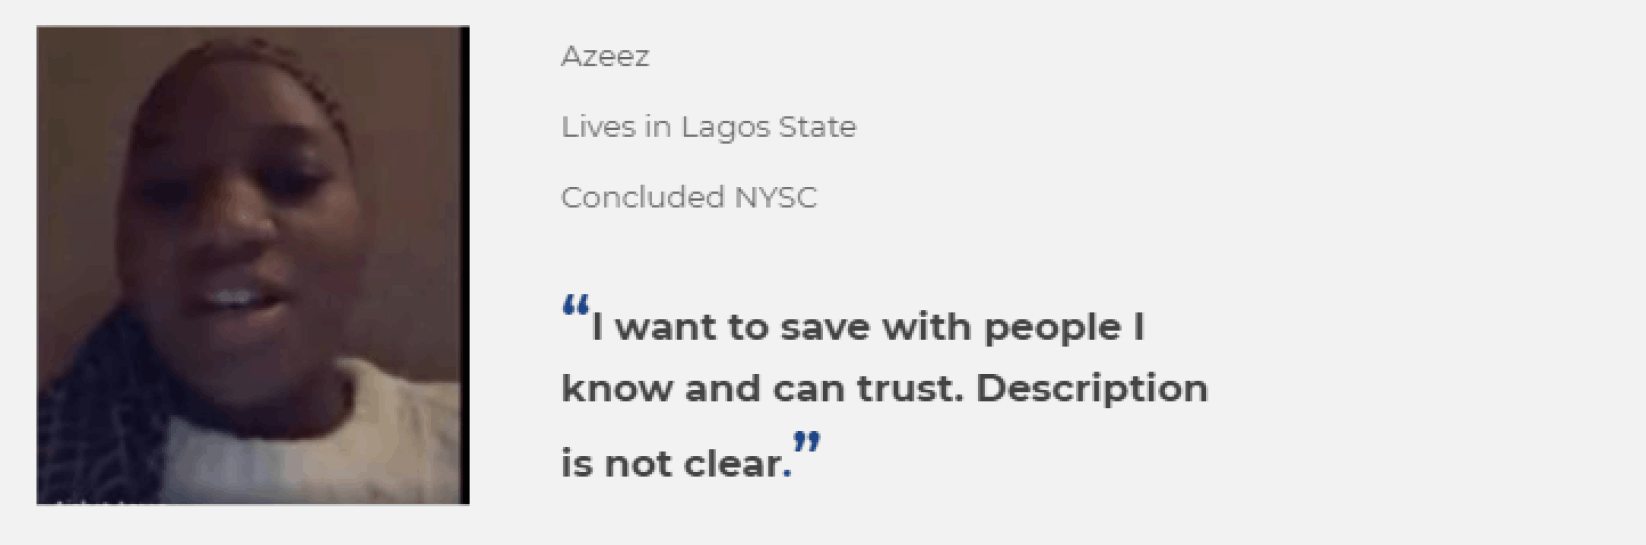 Azeez
Lives in Lagos State
Concluded NYSC
“I want to save with people I
know and can trust. Description
is not clear.”